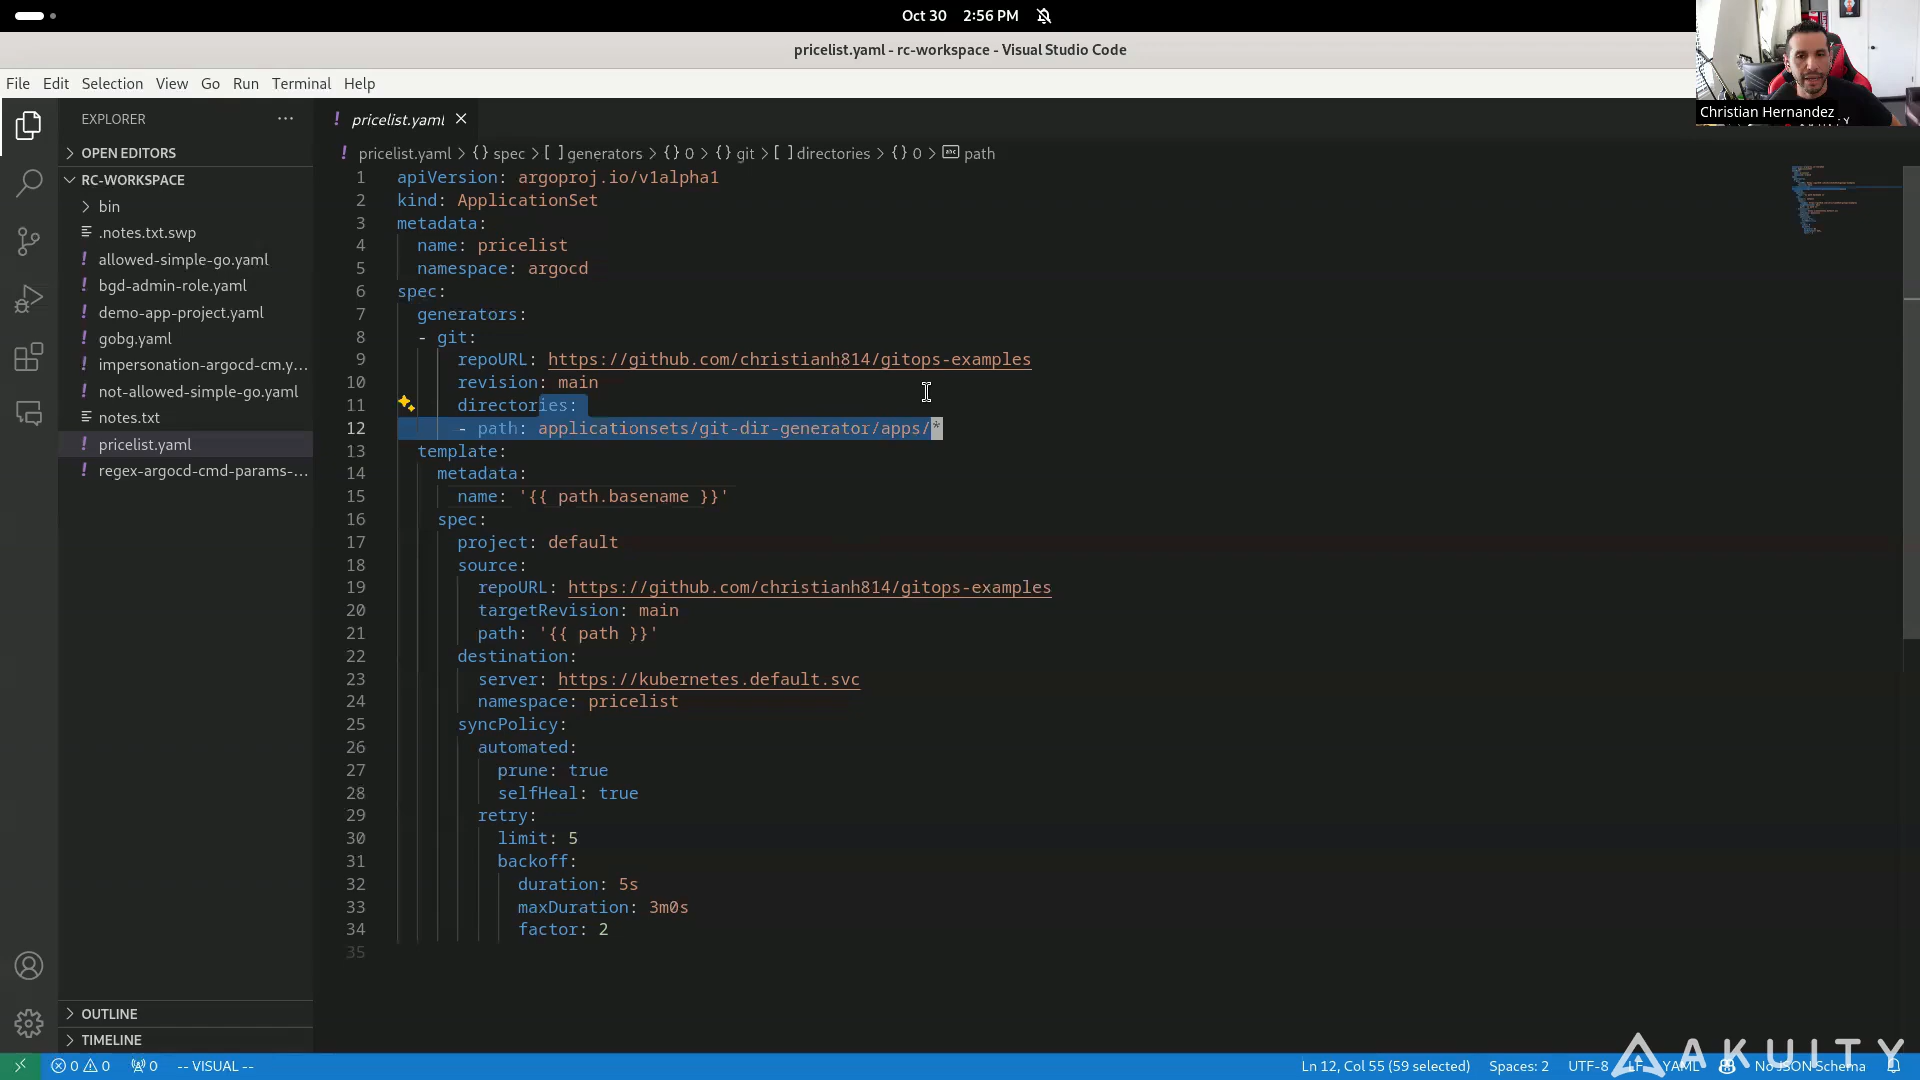 Oct 30 2:56 PM
pricelist.yaml - rc-workspace - Visual Studio Code
Christian Hernandez
File Edit Selection View Go Run Terminal Help
EXPLORER
OPEN EDITORS
RC-WORKSPACE
bin
.notes.txt.swp
! allowed-simple-go.yaml
! bgd-admin-role.yaml
! demo-app-project.yaml
! gobg.yaml
! impersonation-argocd-cm.y...
! not-allowed-simple-go.yaml
notes.txt
! pricelist.yaml
! regex-argocd-cmd-params-...
OUTLINE
TIMELINE
! pricelist.yaml
! pricelist.yaml > {} spec > [ ] generators > {} 0 > {} git > [ ] directories > {} 0 > abc path
1 apiVersion: argoproj.io/v1alpha1
2 kind: ApplicationSet
3 metadata:
4 name: pricelist
5 namespace: argocd
6 spec:
7 generators:
8 - git:
9 repoURL: https://github.com/christianh814/gitops-examples
10 revision: main
11 directories:
12 - path: applicationsets/git-dir-generator/apps/*
13 template:
14 metadata:
15 name: '{{ path.basename }}'
16 spec:
17 project: default
18 source:
19 repoURL: https://github.com/christianh814/gitops-examples
20 targetRevision: main
21 path: '{{ path }}'
22 destination:
23 server: https://kubernetes.default.svc
24 namespace: pricelist
25 syncPolicy:
26 automated:
27 prune: true
28 selfHeal: true
29 retry:
30 limit: 5
31 backoff:
32 duration: 5s
33 maxDuration: 3m0s
34 factor: 2
35
0 0 0 -- VISUAL -- Ln 12, Col 55 (59 selected) Spaces: 2 UTF-8 LF YAML No JSON Schema
AKUITY